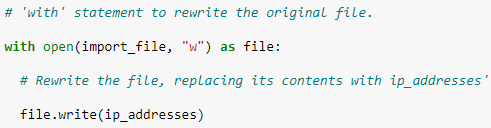 # 'with' statement to rewrite the original file.
with open(import_file, "w") as file:
# Rewrite the file, replacing its contents with ip_addresses'
file.write(ip_addresses)